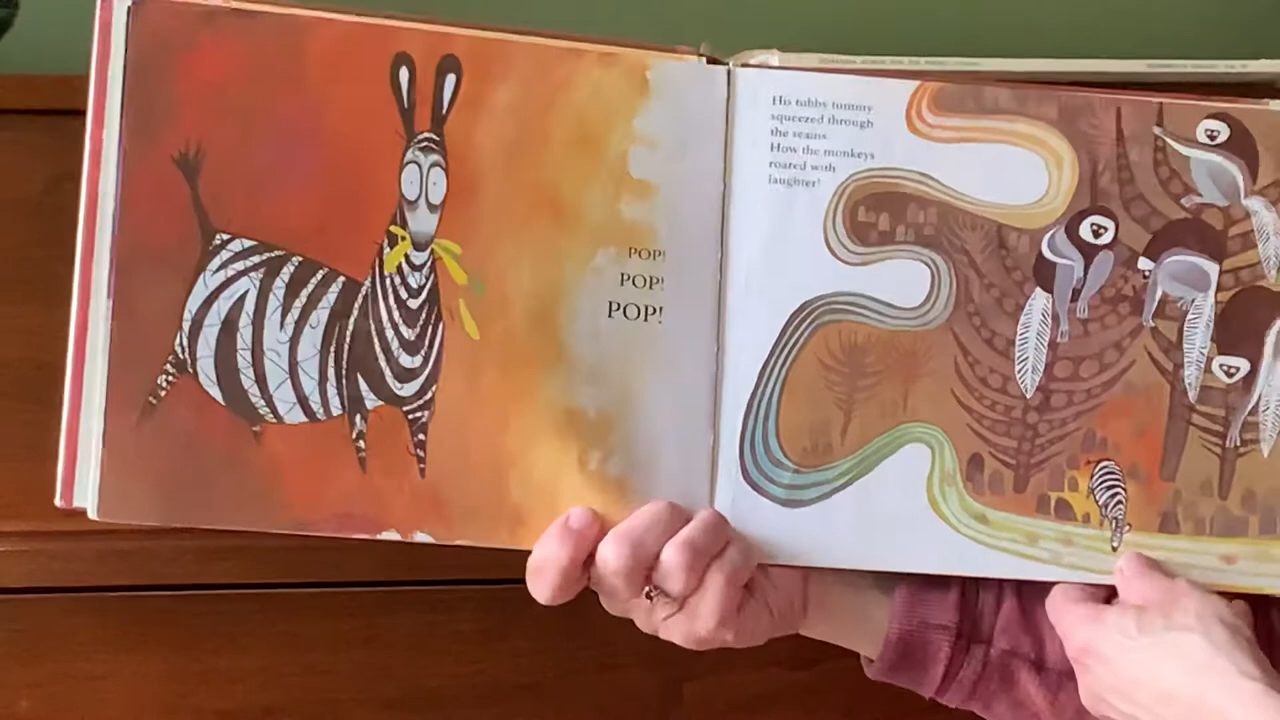 POP!
POP!
POP!
His tubby tummy
squeezed through
the seams.
How the monkeys
roared with
laughter!